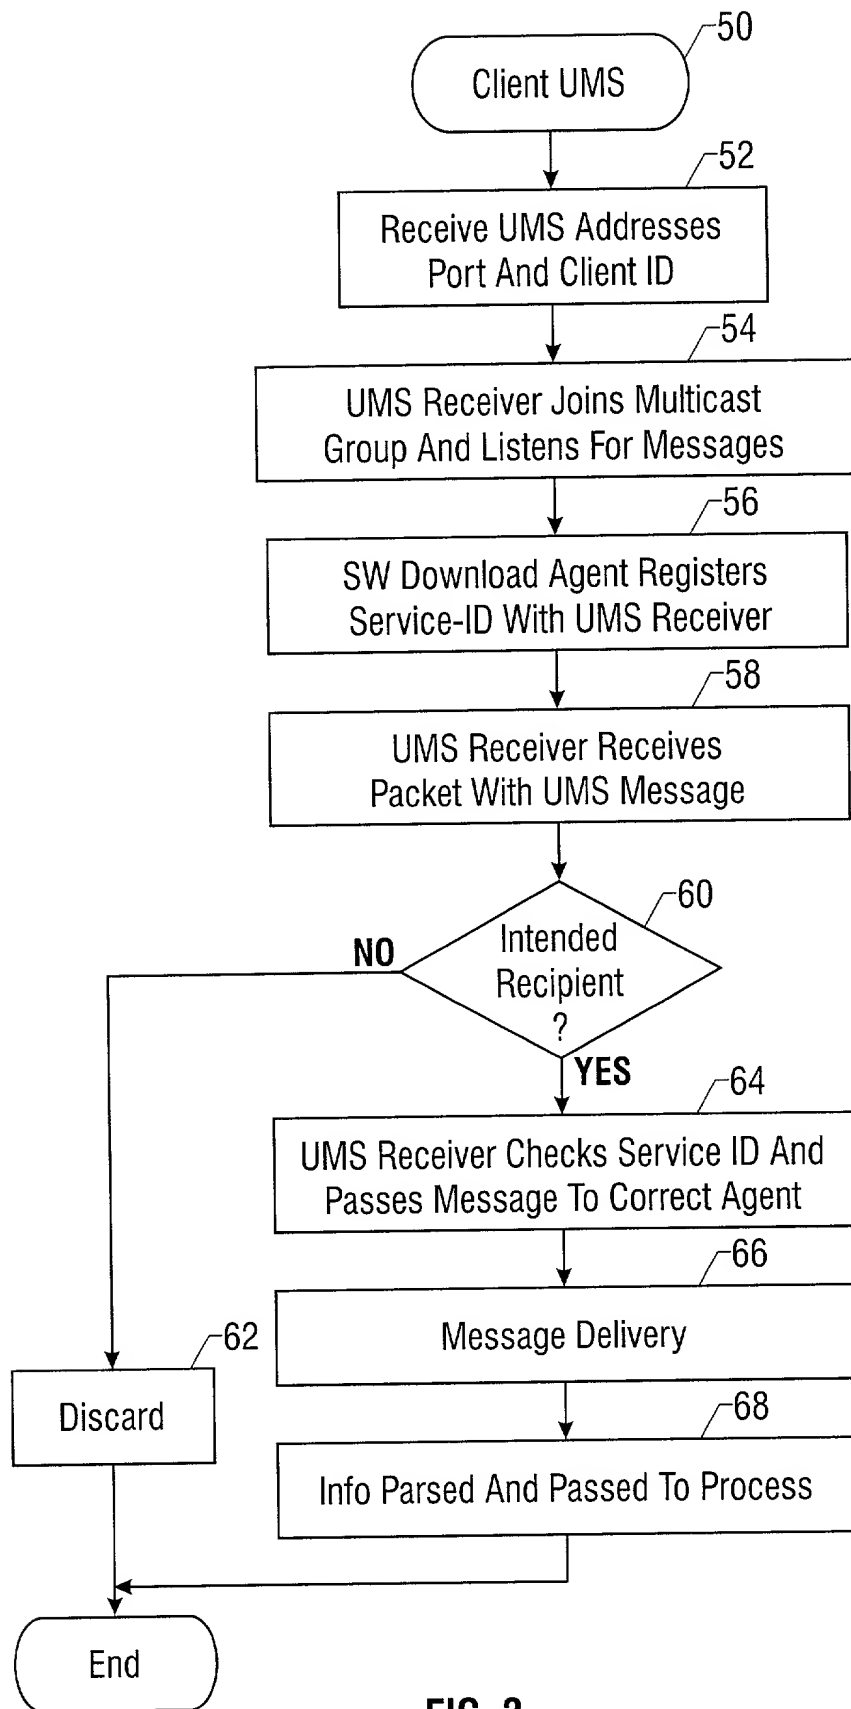 50
Client UMS
52
Receive UMS Addresses
Port And Client ID
54
UMS Receiver Joins Multicast
Group And Listens For Messages
56
SW Download Agent Registers
Service-ID With UMS Receiver
58
UMS Receiver Receives
Packet With UMS Message
60
Intended
Recipient
?
NO
YES
64
UMS Receiver Checks Service ID And
Passes Message To Correct Agent
66
Message Delivery
62
Discard
68
Info Parsed And Passed To Process
End
FIG.